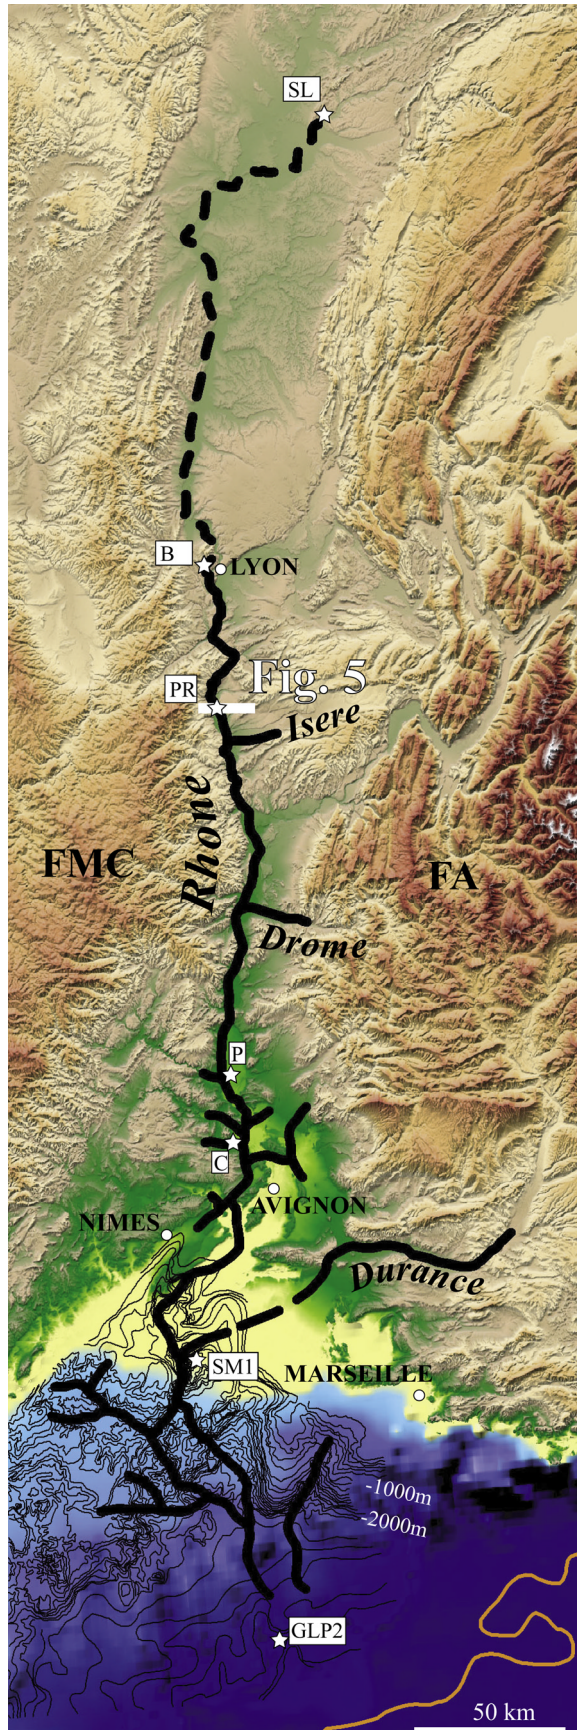 SL
B
LYON
PR
Fig. 5
Isere
Rhone
FMC
FA
Drome
P
C
AVIGNON
NIMES
Durance
SM1
MARSEILLE
-1000m
-2000m
GLP2
50 km